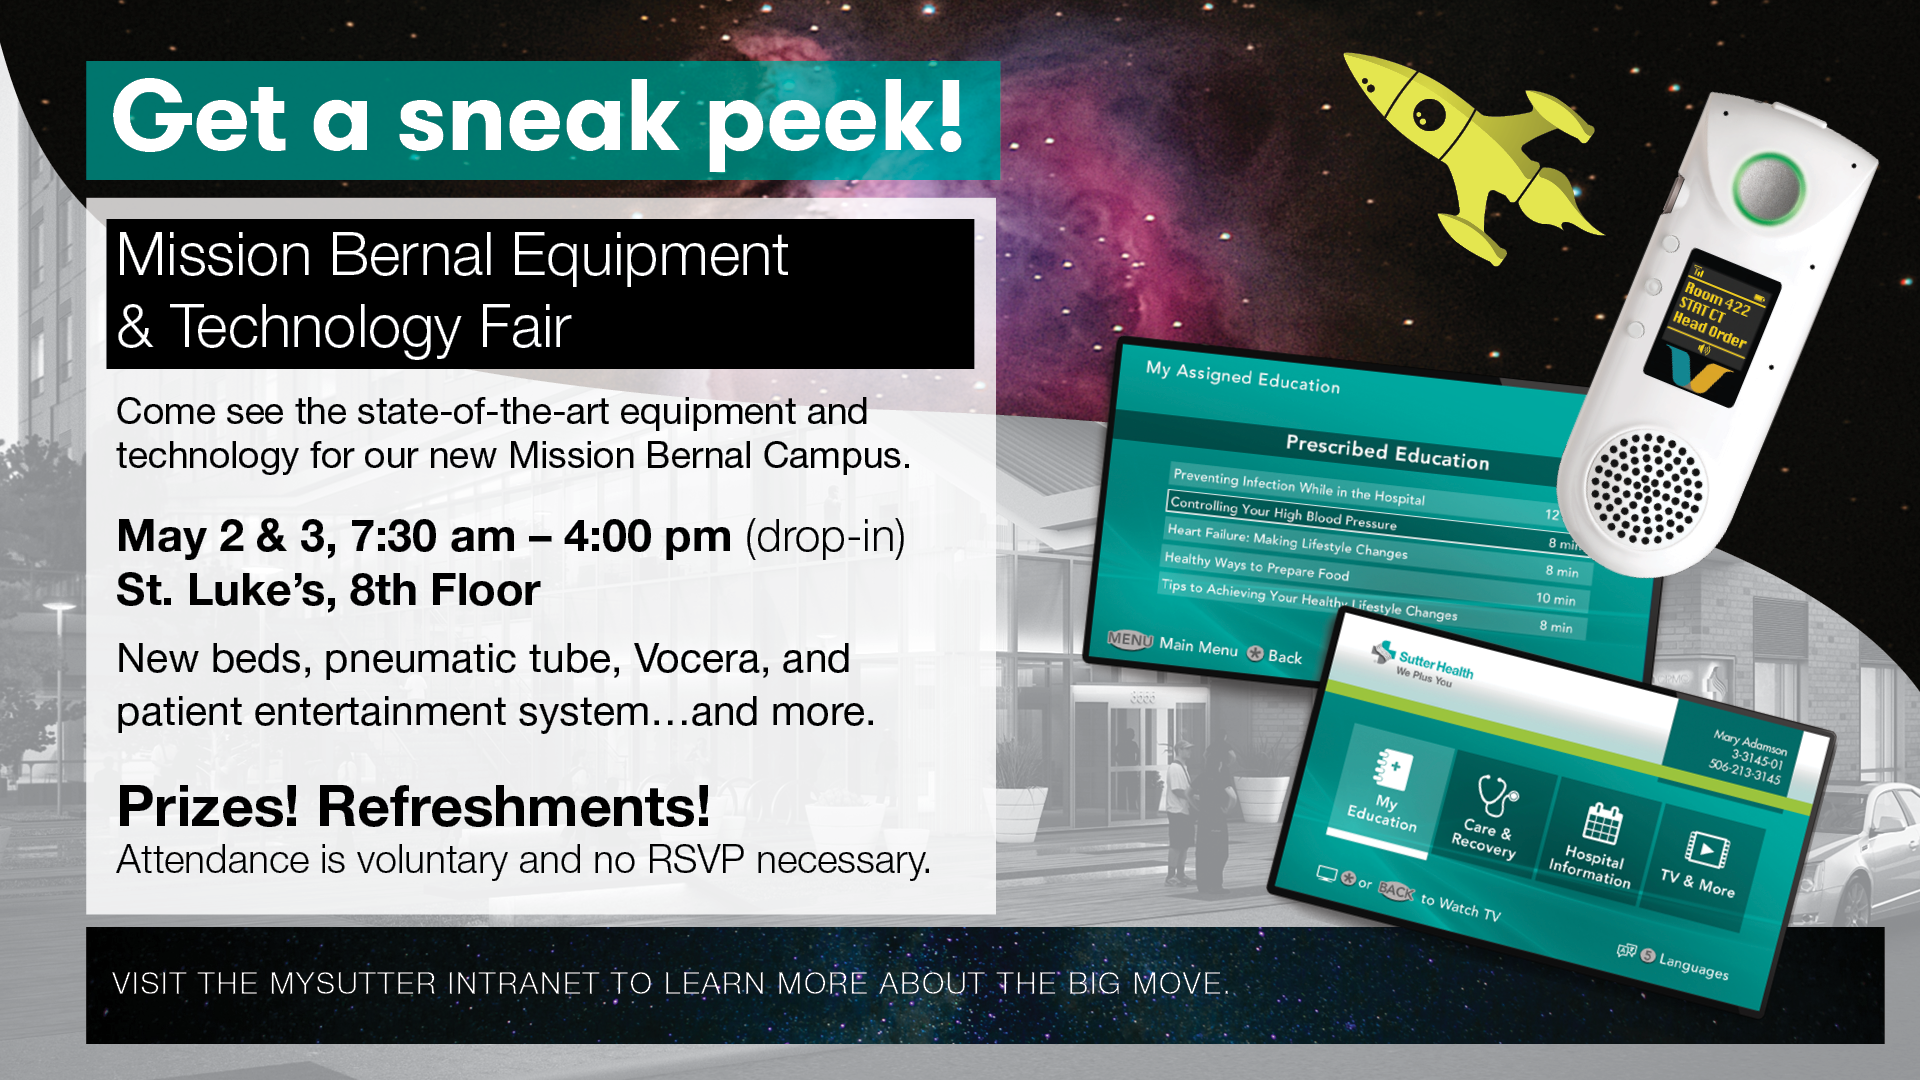 Get a sneak peek!
Mission Bernal Equipment
& Technology Fair
Come see the state-of-the-art equipment and
technology for our new Mission Bernal Campus.
May 2 & 3, 7:30 am – 4:00 pm (drop-in)
St. Luke’s, 8th Floor
New beds, pneumatic tube, Vocera, and
patient entertainment system…and more.
Prizes! Refreshments!
Attendance is voluntary and no RSVP necessary.
VISIT THE MYSUTTER INTRANET TO LEARN MORE ABOUT THE BIG MOVE.
Room 422
STAT CT
Head Order
My Assigned Education
Prescribed Education
Preventing Infection While in the Hospital 12
Controlling Your High Blood Pressure 8 min
Heart Failure: Making Lifestyle Changes 8 min
Healthy Ways to Prepare Food 10 min
Tips to Achieving Your Healthy Lifestyle Changes 8 min
MENU Main Menu * Back
Sutter Health
We Plus You
Mary Adamson
3-3145-01
506-213-3145
My
Education
Care &
Recovery
Hospital
Information
TV & More
* or BACK to Watch TV
5 Languages